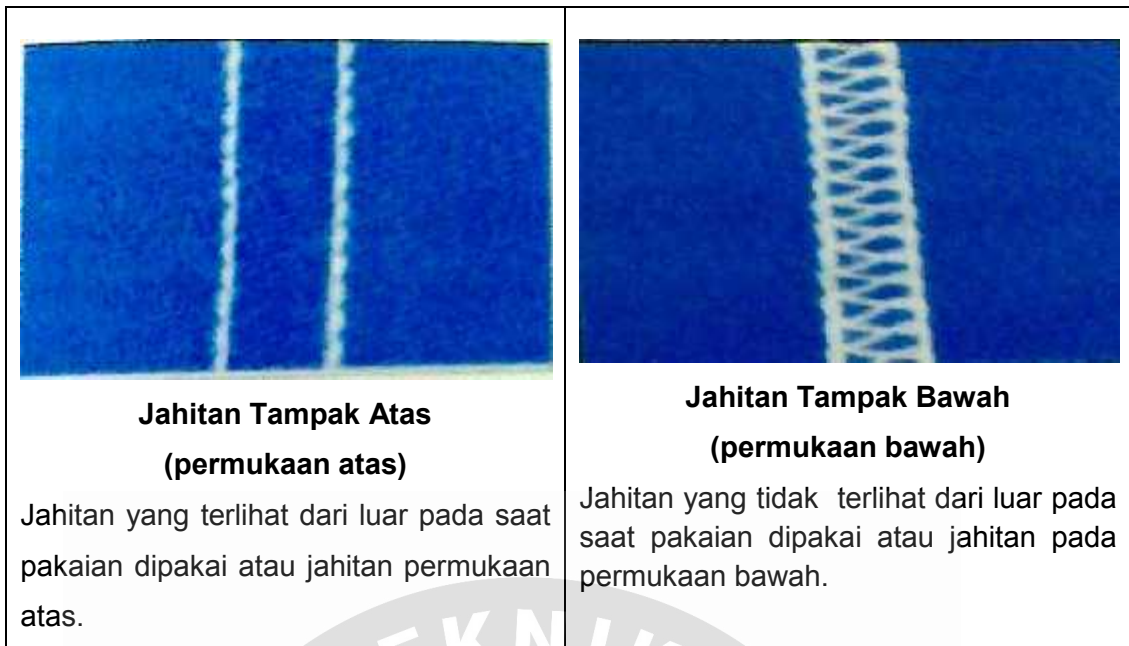 Jahitan Tampak Atas
(permukaan atas)
Jahitan yang terlihat dari luar pada saat
pakaian dipakai atau jahitan permukaan
atas.
Jahitan Tampak Bawah
(permukaan bawah)
Jahitan yang tidak terlihat dari luar pada
saat pakaian dipakai atau jahitan pada
permukaan bawah.